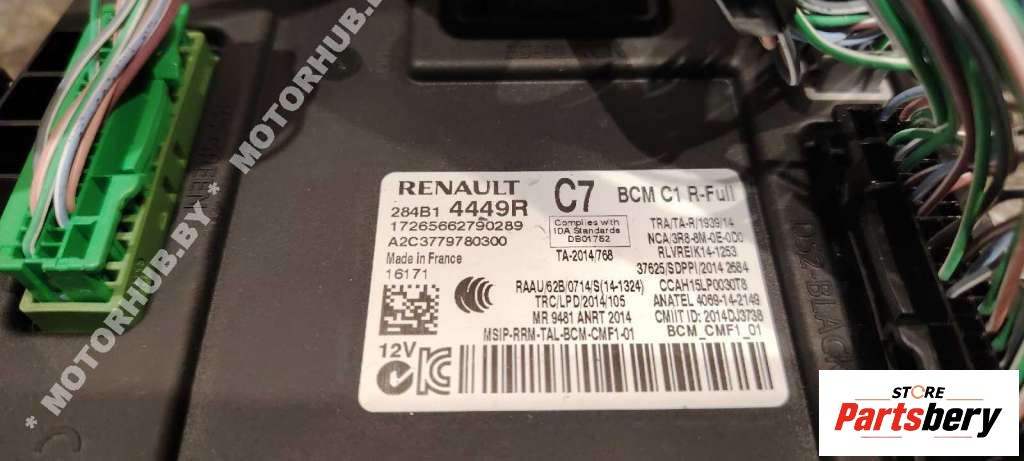 * MOTORHUB.BY * MOTORHUB.BY
RENAULT
C7
BCM C1 R-Full
284B1 4449R
17265662790289
A2C3779780300
Made in France
16171
Complies with
IDA Standards
DB01752
TA-2014/768
TRA/TA-R/1939/14
NCA/3R8-8M-0E-0D0
RLVREIK14-1253
37625/SDPPI/2014 2584
RAAU/62B/0714/S(14-1324)
CCAH15LP0030T8
TRC/LPD/2014/105
ANATEL 4069-14-2149
MR 9481 ANRT 2014
CMIIT ID: 2014DJ3738
MSIP-RRM-TAL-BCM-CMF1-01
BCM_CMF1_01
12V
STORE
Partsbery